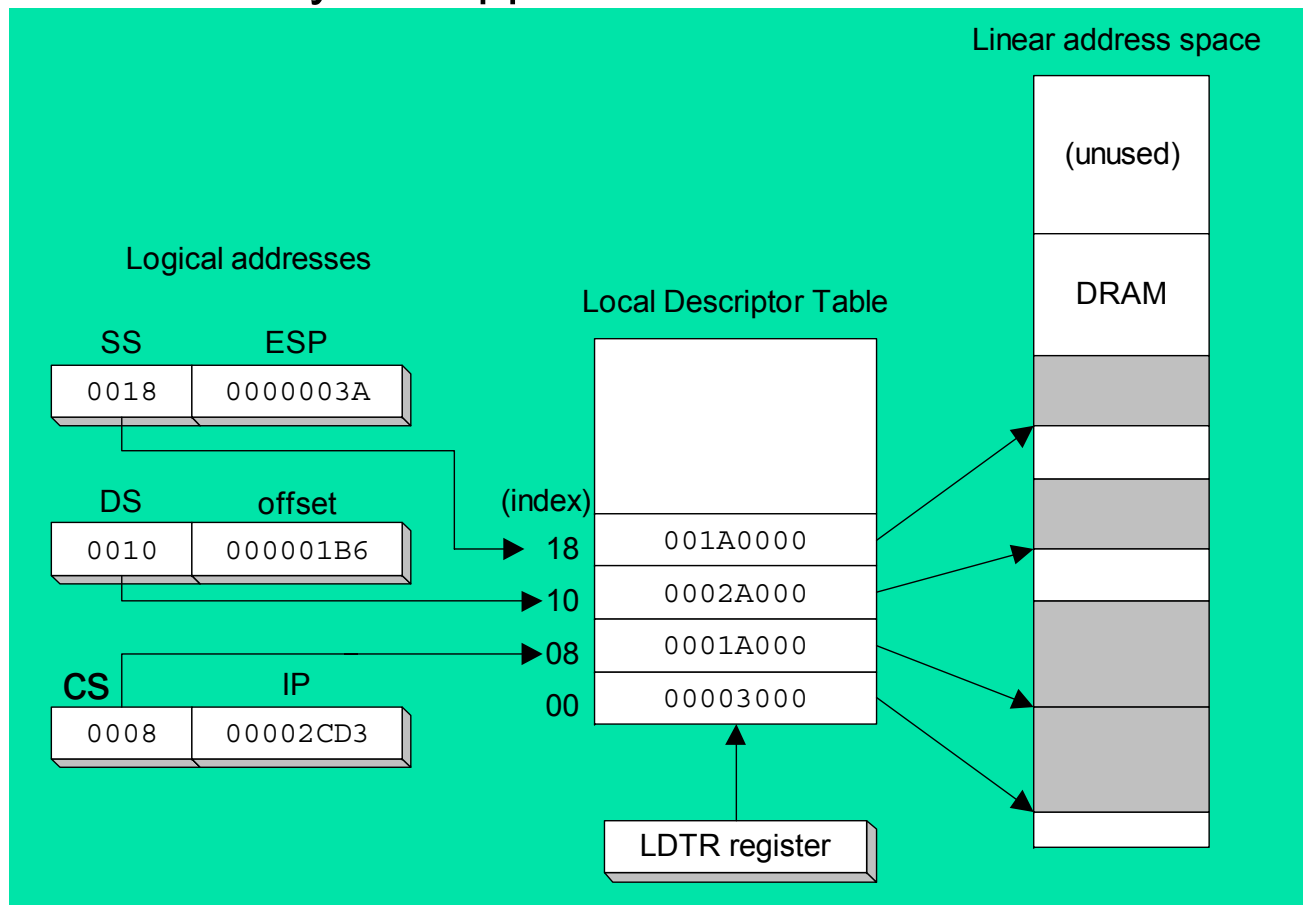 Linear address space
(unused)
Logical addresses
DRAM
Local Descriptor Table
SS ESP
0018 0000003A
DS offset
(index)
0010 000001B6
18 001A0000
10 0002A000
08 0001A000
CS IP
00 00003000
0008 00002CD3
LDTR register